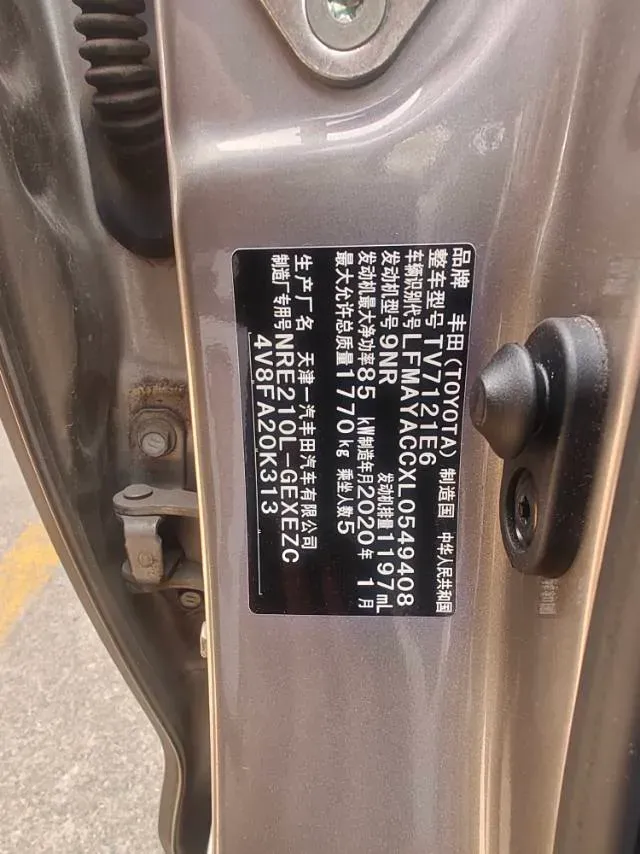 品牌 丰田(TOYOTA) 制造国 中华人民共和国
整车型号 TV7121E6
车辆识别代号 LFMAYACCXL0549408
发动机型号 9NR 发动机排量 1197mL
发动机最大净功率 85 kW 制造年月 2020年 1月
最大允许总质量 1770kg 乘坐人数 5
生产厂名 天津一汽丰田汽车有限公司
制造厂专用号 NRE210L-GEXEZC
4V8FA20K313